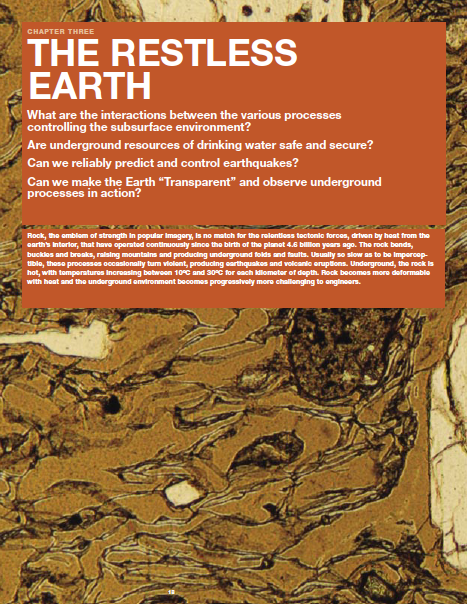 CHAPTER THREE
THE RESTLESS
EARTH
What are the interactions between the various processes
controlling the subsurface environment?
Are underground resources of drinking water safe and secure?
Can we reliably predict and control earthquakes?
Can we make the Earth “Transparent” and observe underground
processes in action?
Rock, the emblem of strength in popular imagery, is no match for the relentless tectonic forces, driven by heat from the
earth's interior, that have operated continuously since the birth of the planet 4.6 billion years ago. The rock bends,
buckles and breaks, raising mountains and producing underground folds and faults. Usually so slow as to be impercep-
tible, these processes occasionally turn violent, producing earthquakes and volcanic eruptions. Underground, the rock is
hot, with temperatures increasing between 10ºC and 30ºC for each kilometer of depth. Rock becomes more deformable
with heat and the underground environment becomes progressively more challenging to engineers.
18